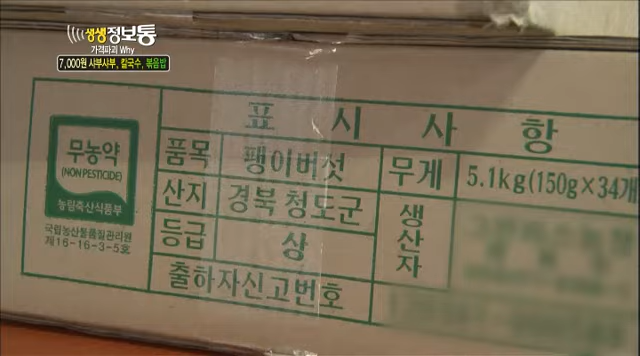 생생정보통
가격파괴 Why
7,000원 샤부샤부, 칼국수, 볶음밥
표 시 사 항
무농약
(NON PESTICIDE)
농림축산식품부
국립농산물품질관리원
제16-16-3-5호
품목 팽이버섯 무게 5.1kg(150g×34개
산지 경북 청도군 생산자
등급 상
출하자신고번호